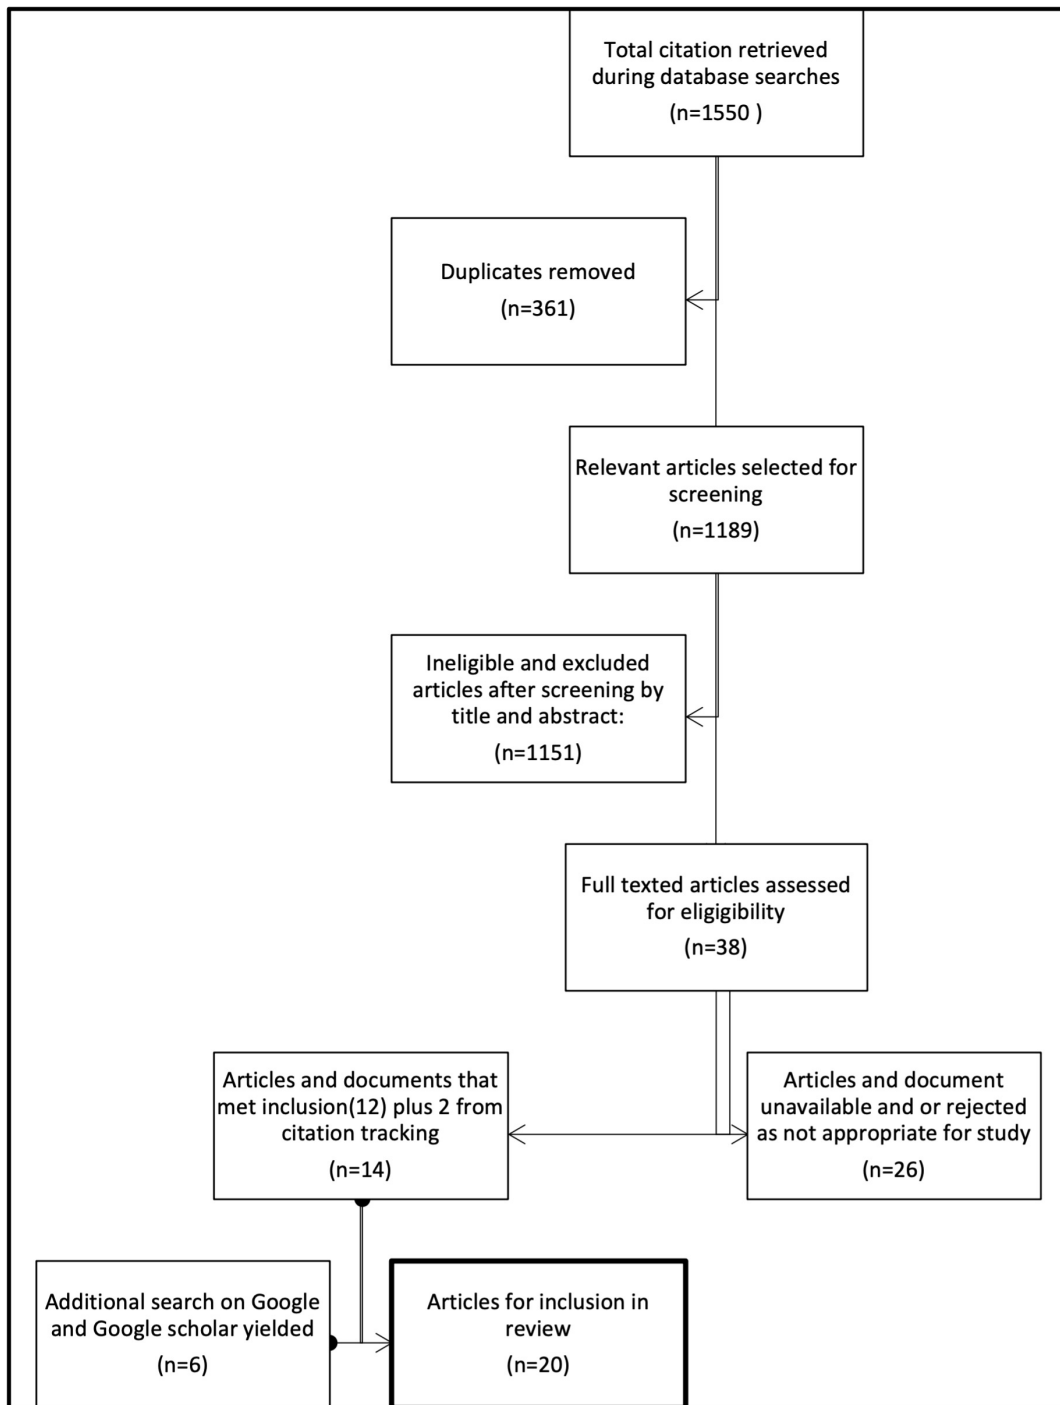 Total citation retrieved
during database searches
(n=1550 )
Duplicates removed
(n=361)
Relevant articles selected for
screening
(n=1189)
Ineligible and excluded
articles after screening by
title and abstract:
(n=1151)
Full texted articles assessed
for eligigibility
(n=38)
Articles and documents that
met inclusion(12) plus 2 from
citation tracking
(n=14)
Articles and document
unavailable and or rejected
as not appropriate for study
(n=26)
Additional search on Google
and Google scholar yielded
(n=6)
Articles for inclusion in
review
(n=20)